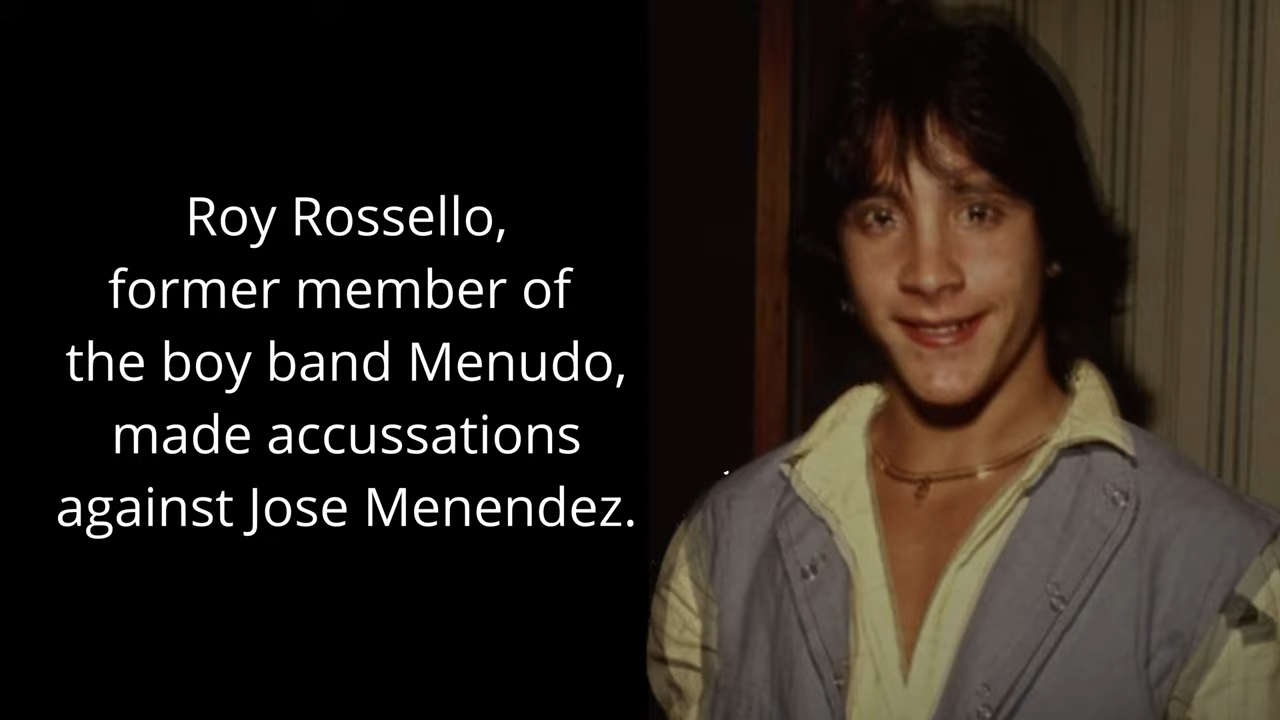 Roy Rossello,
former member of
the boy band Menudo,
made accussations
against Jose Menendez.